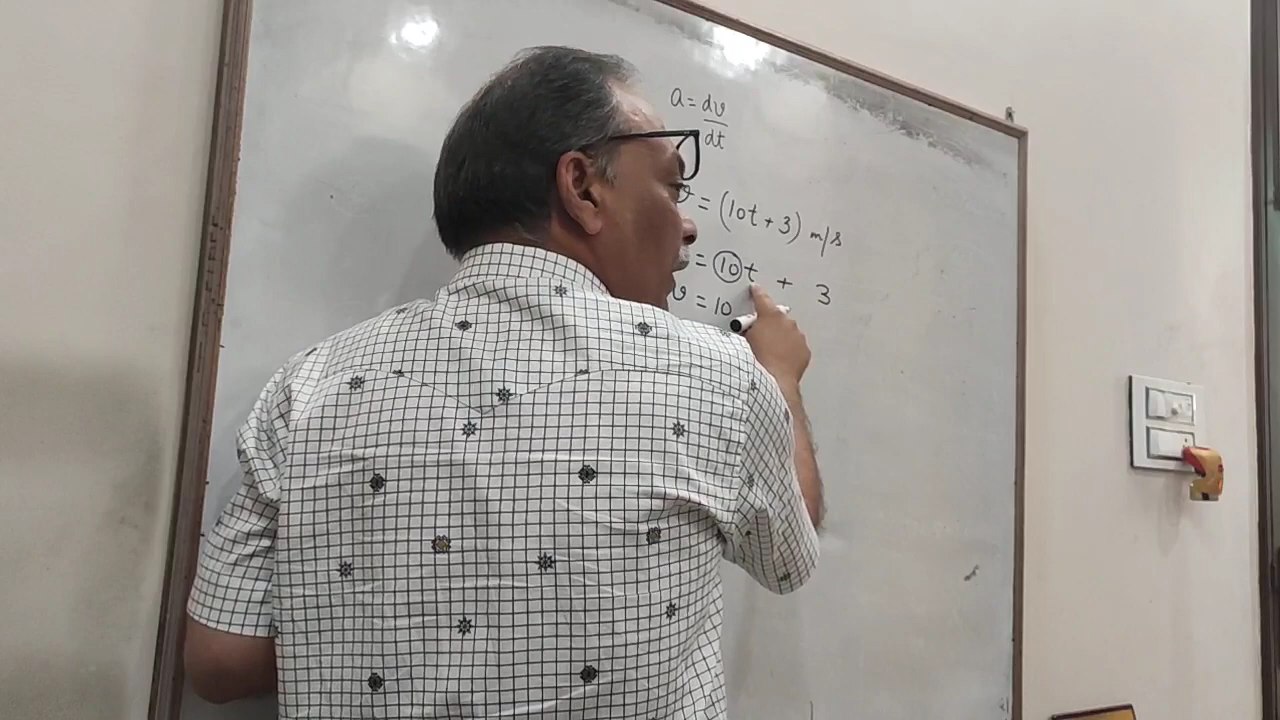 a = dv/dt
v = (10t + 3) m/s
= 10t + 3
v = 10